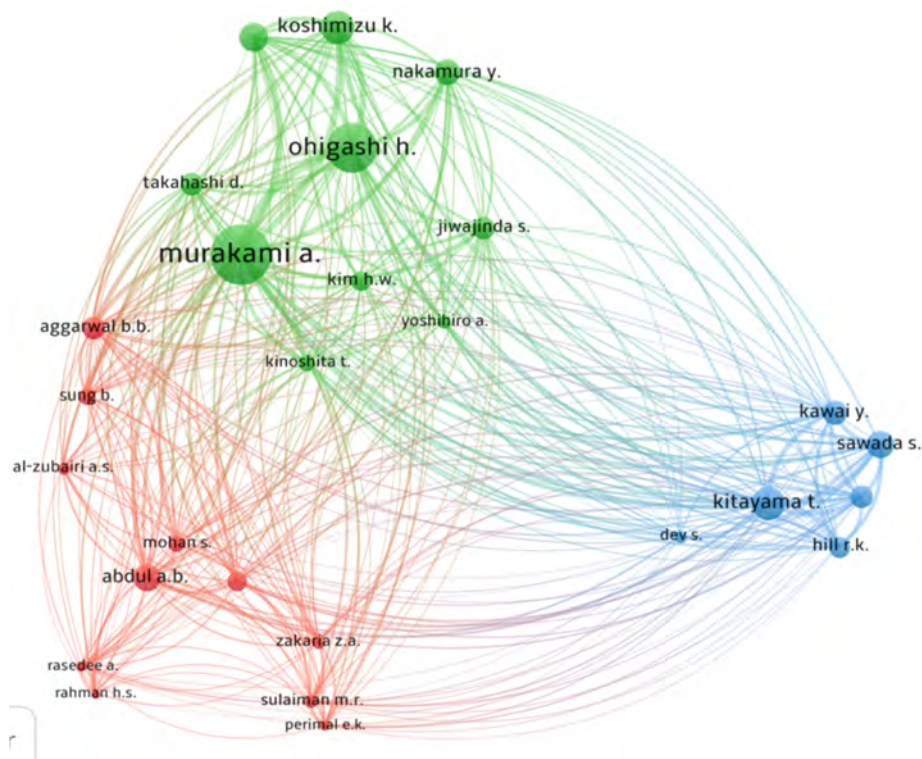 koshimizu k.
nakamura y.
ohigashi h.
takahashi d.
jiwajinda s.
murakami a.
kim h.w.
yoshihiro a.
aggarwal b.b.
kinoshita t.
sung b.
kawai y.
sawada s.
al-zubairi a.s.
kitayama t.
dev s.
mohan s.
hill r.k.
abdul a.b.
zakaria z.a.
rasedee a.
rahman h.s.
sulaiman m.r.
perimal e.k.
r